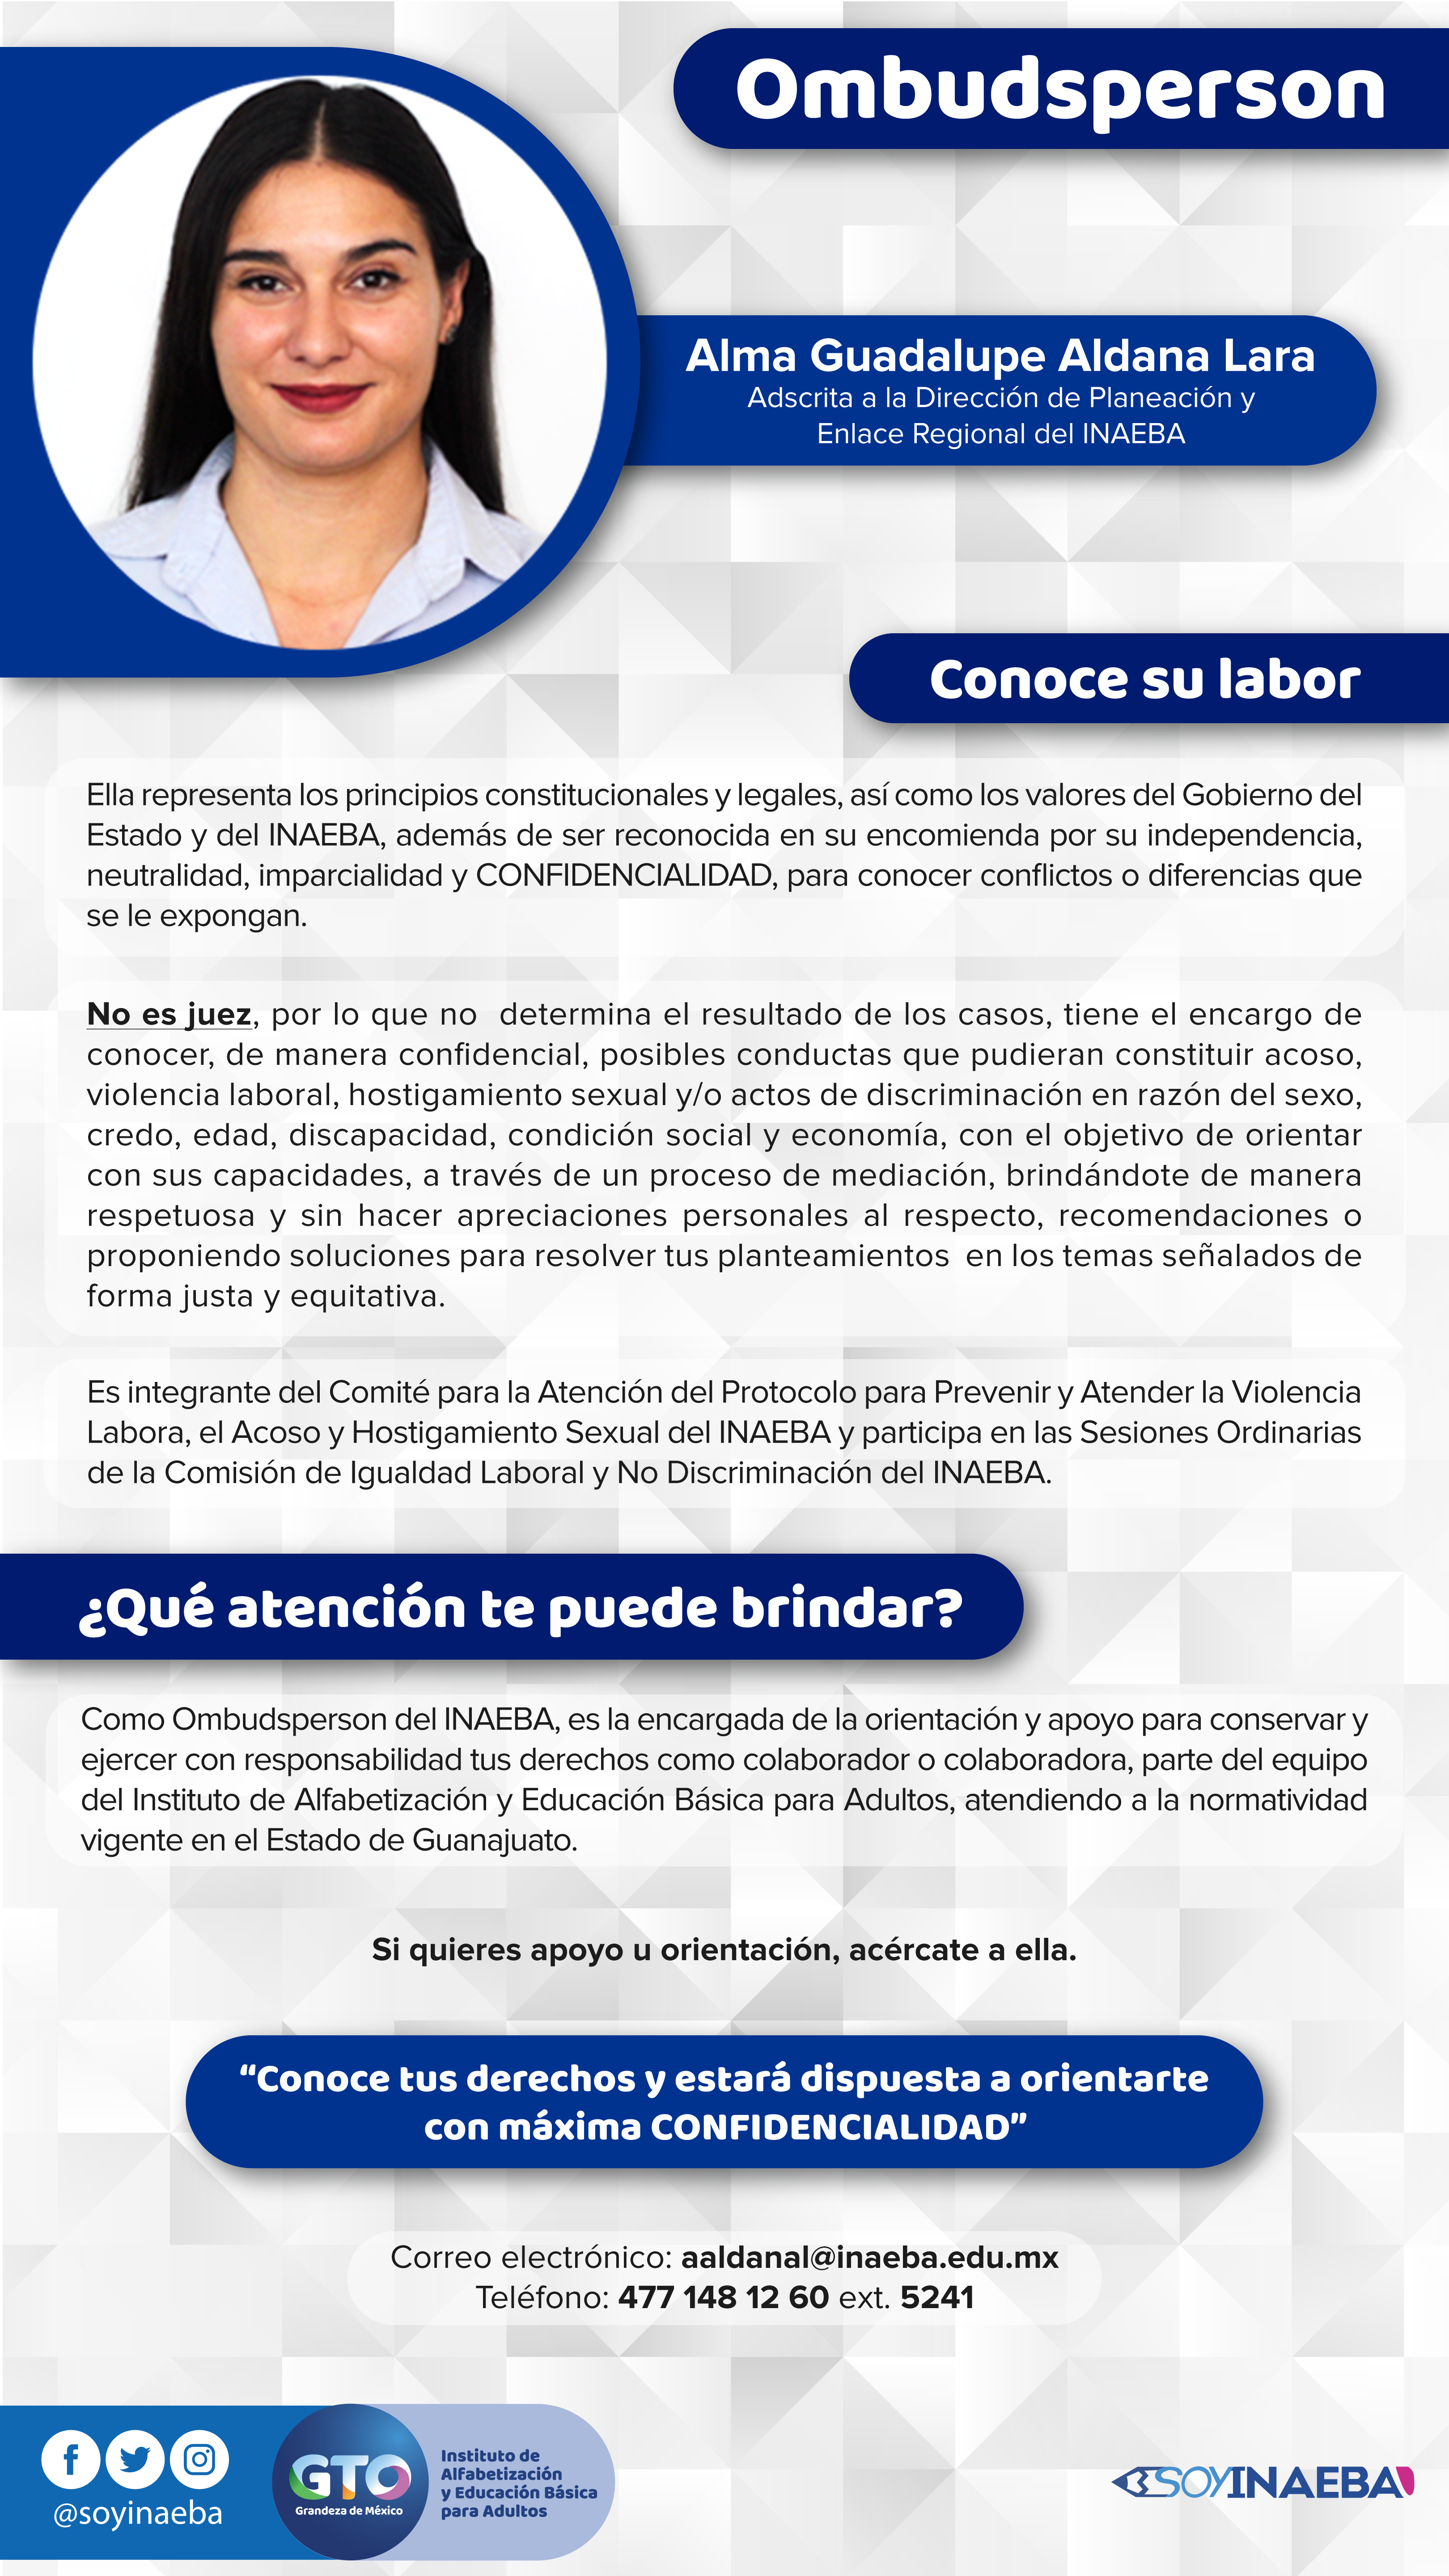 Ombudsperson
Alma Guadalupe Aldana Lara
Adscrita a la Dirección de Planeación y
Enlace Regional del INAEBA
Conoce su labor
Ella representa los principios constitucionales y legales, así como los valores del Gobierno del
Estado y del INAEBA, además de ser reconocida en su encomienda por su independencia,
neutralidad, imparcialidad y CONFIDENCIALIDAD, para conocer conflictos o diferencias que
se le expongan.
No es juez, por lo que no determina el resultado de los casos, tiene el encargo de
conocer, de manera confidencial, posibles conductas que pudieran constituir acoso,
violencia laboral, hostigamiento sexual y/o actos de discriminación en razón del sexo,
credo, edad, discapacidad, condición social y economía, con el objetivo de orientar
con sus capacidades, a través de un proceso de mediación, brindándote de manera
respetuosa y sin hacer apreciaciones personales al respecto, recomendaciones o
proponiendo soluciones para resolver tus planteamientos en los temas señalados de
forma justa y equitativa.
Es integrante del Comité para la Atención del Protocolo para Prevenir y Atender la Violencia
Labora, el Acoso y Hostigamiento Sexual del INAEBA y participa en las Sesiones Ordinarias
de la Comisión de Igualdad Laboral y No Discriminación del INAEBA.
¿Qué atención te puede brindar?
Como Ombudsperson del INAEBA, es la encargada de la orientación y apoyo para conservar y
ejercer con responsabilidad tus derechos como colaborador o colaboradora, parte del equipo
del Instituto de Alfabetización y Educación Básica para Adultos, atendiendo a la normatividad
vigente en el Estado de Guanajuato.
Si quieres apoyo u orientación, acércate a ella.
“Conoce tus derechos y estará dispuesta a orientarte
con máxima CONFIDENCIALIDAD”
Correo electrónico: aaldanal@inaeba.edu.mx
Teléfono: 477 148 12 60 ext. 5241
@soyinaeba
GTO
Grandeza de México
Instituto de
Alfabetización
y Educación Básica
para Adultos
SOYINAEBA